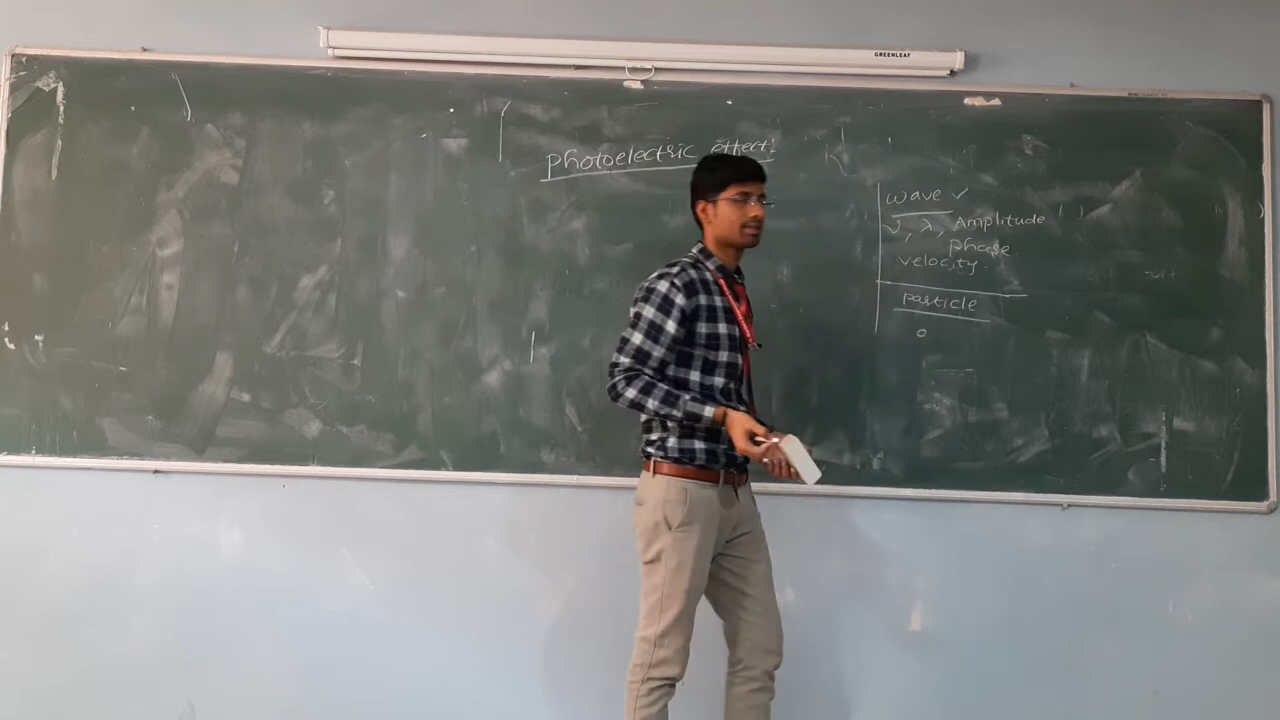 GREENLEAF
Photoelectric effect:
wave ✓
ν, λ, Amplitude
phase
velocity.
particle